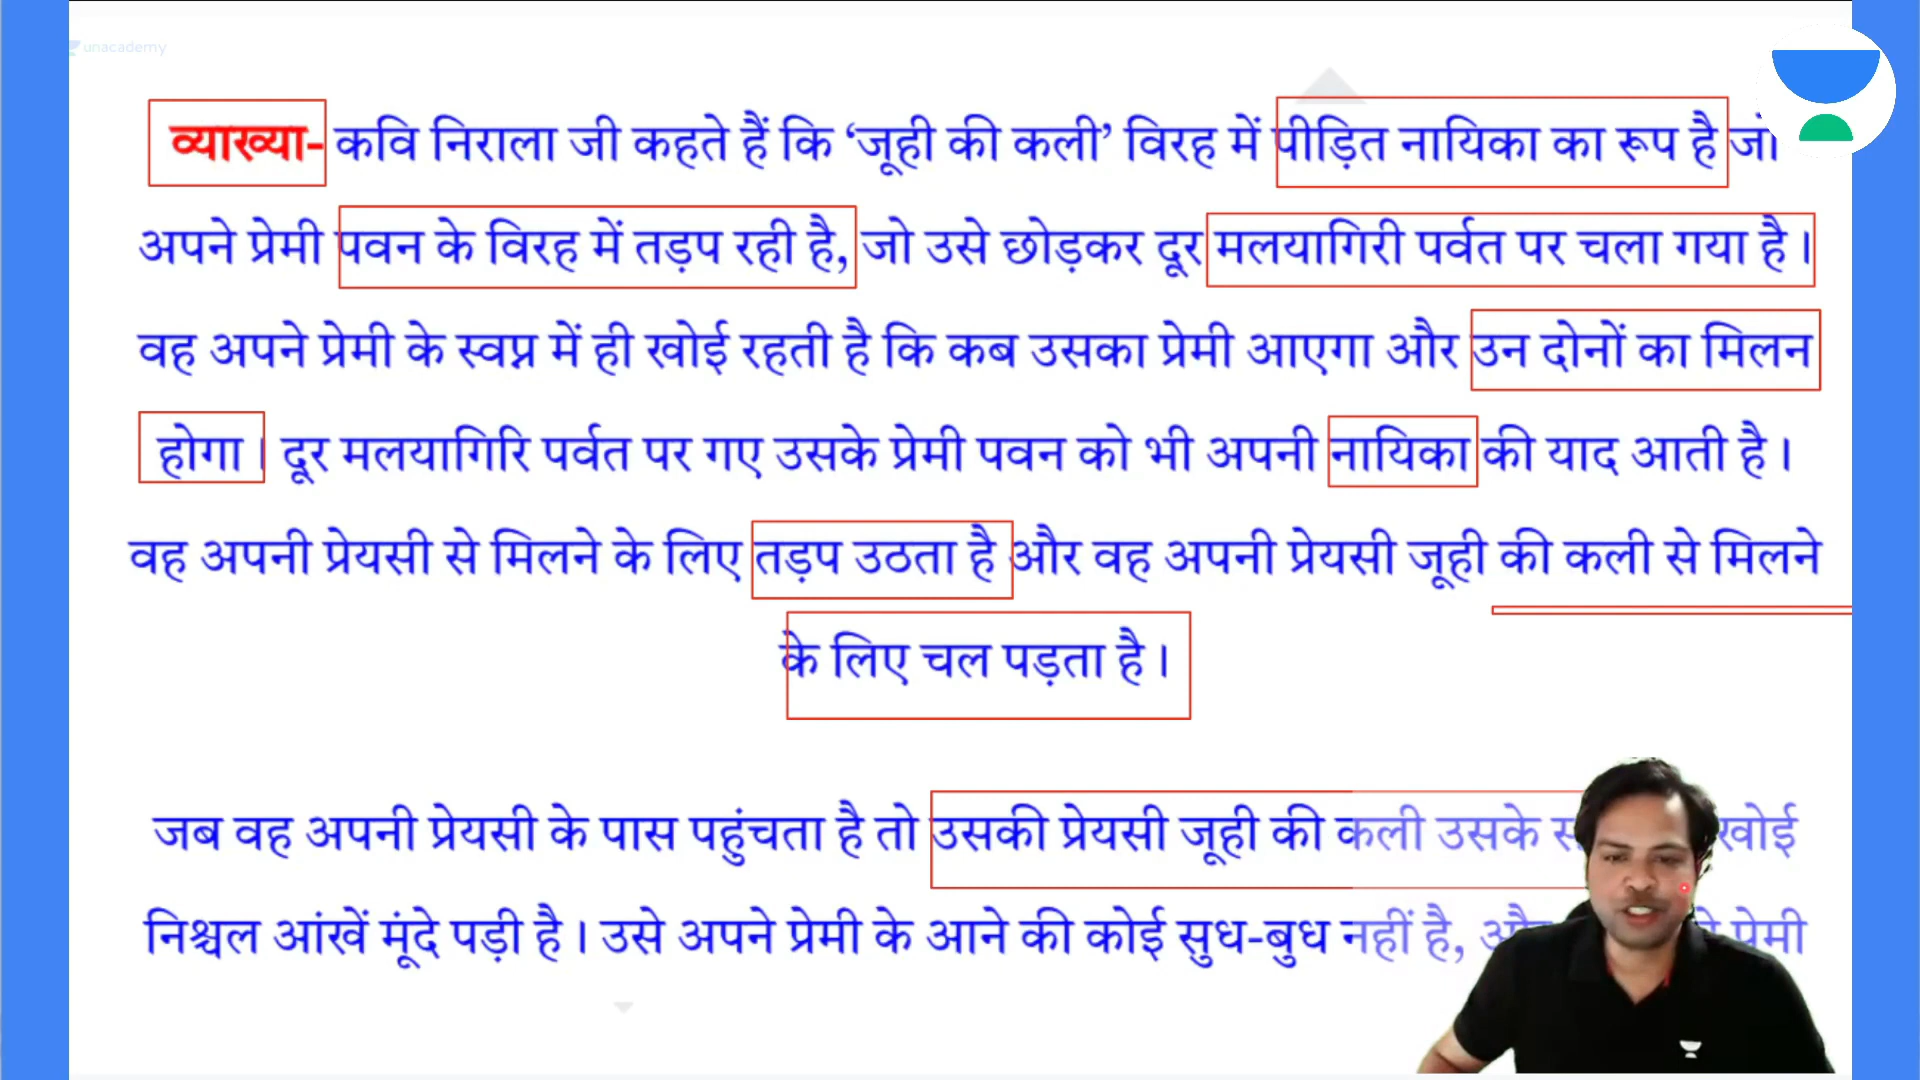 unacademy
व्याख्या- कवि निराला जी कहते हैं कि ‘जूही की कली’ विरह में पीड़ित नायिका का रूप है जो
अपने प्रेमी पवन के विरह में तड़प रही है, जो उसे छोड़कर दूर मलयागिरी पर्वत पर चला गया है।
वह अपने प्रेमी के स्वप्न में ही खोई रहती है कि कब उसका प्रेमी आएगा और उन दोनों का मिलन
होगा। दूर मलयागिरि पर्वत पर गए उसके प्रेमी पवन को भी अपनी नायिका की याद आती है।
वह अपनी प्रेयसी से मिलने के लिए तड़प उठता है और वह अपनी प्रेयसी जूही की कली से मिलने
के लिए चल पड़ता है।
जब वह अपनी प्रेयसी के पास पहुंचता है तो उसकी प्रेयसी जूही की कली उसके खोई
निश्चल आंखें मूंदे पड़ी है। उसे अपने प्रेमी के आने की कोई सुध-बुध नहीं है, प्रेमी